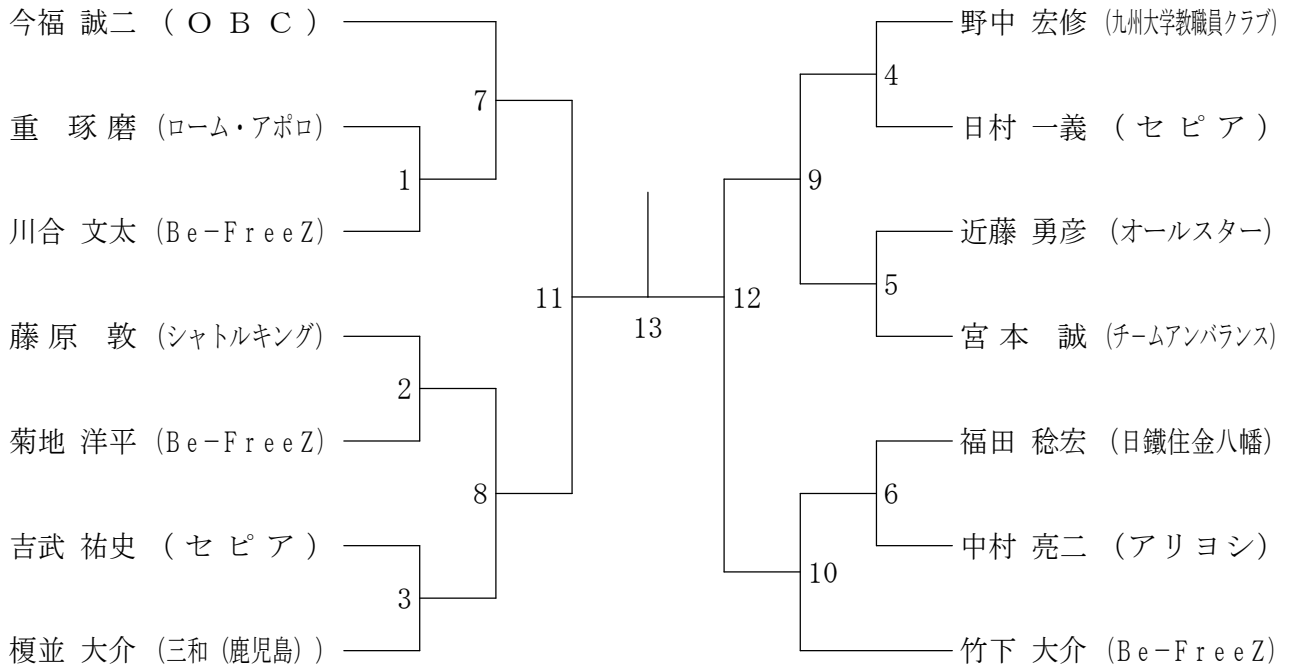 今福 誠二 (ＯＢＣ)
重 琢磨 (ローム・アポロ)
川合 文太 (Be-FreeZ)
藤原 敦 (シャトルキング)
菊地 洋平 (Be-FreeZ)
吉武 祐史 (セピア)
榎並 大介 (三和(鹿児島))
1
2
3
7
8
11
13
12
9
10
4
5
6
野中 宏修 (九州大学教職員クラブ)
日村 一義 (セピア)
近藤 勇彦 (オールスター)
宮本 誠 (チームアンバランス)
福田 稔宏 (日鐵住金八幡)
中村 亮二 (アリヨシ)
竹下 大介 (Be-FreeZ)